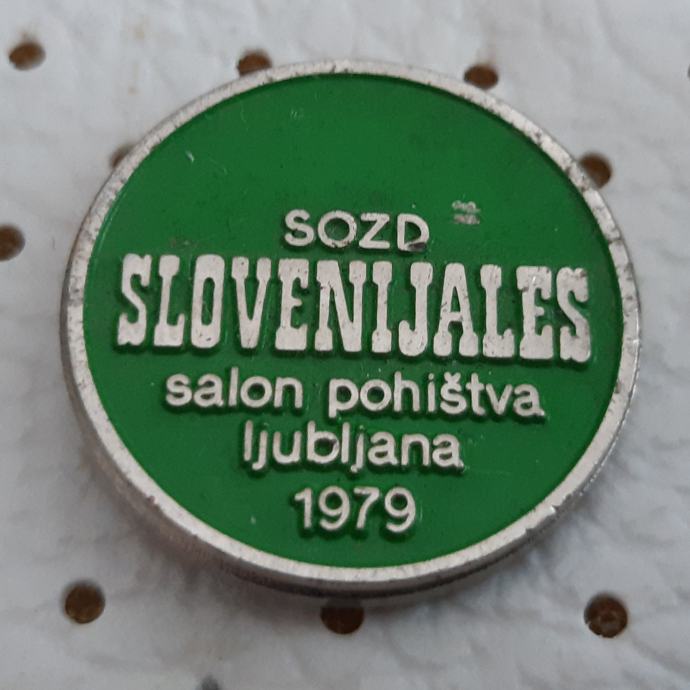 SOZD
SLOVENIJALES
salon pohištva
ljubljana
1979